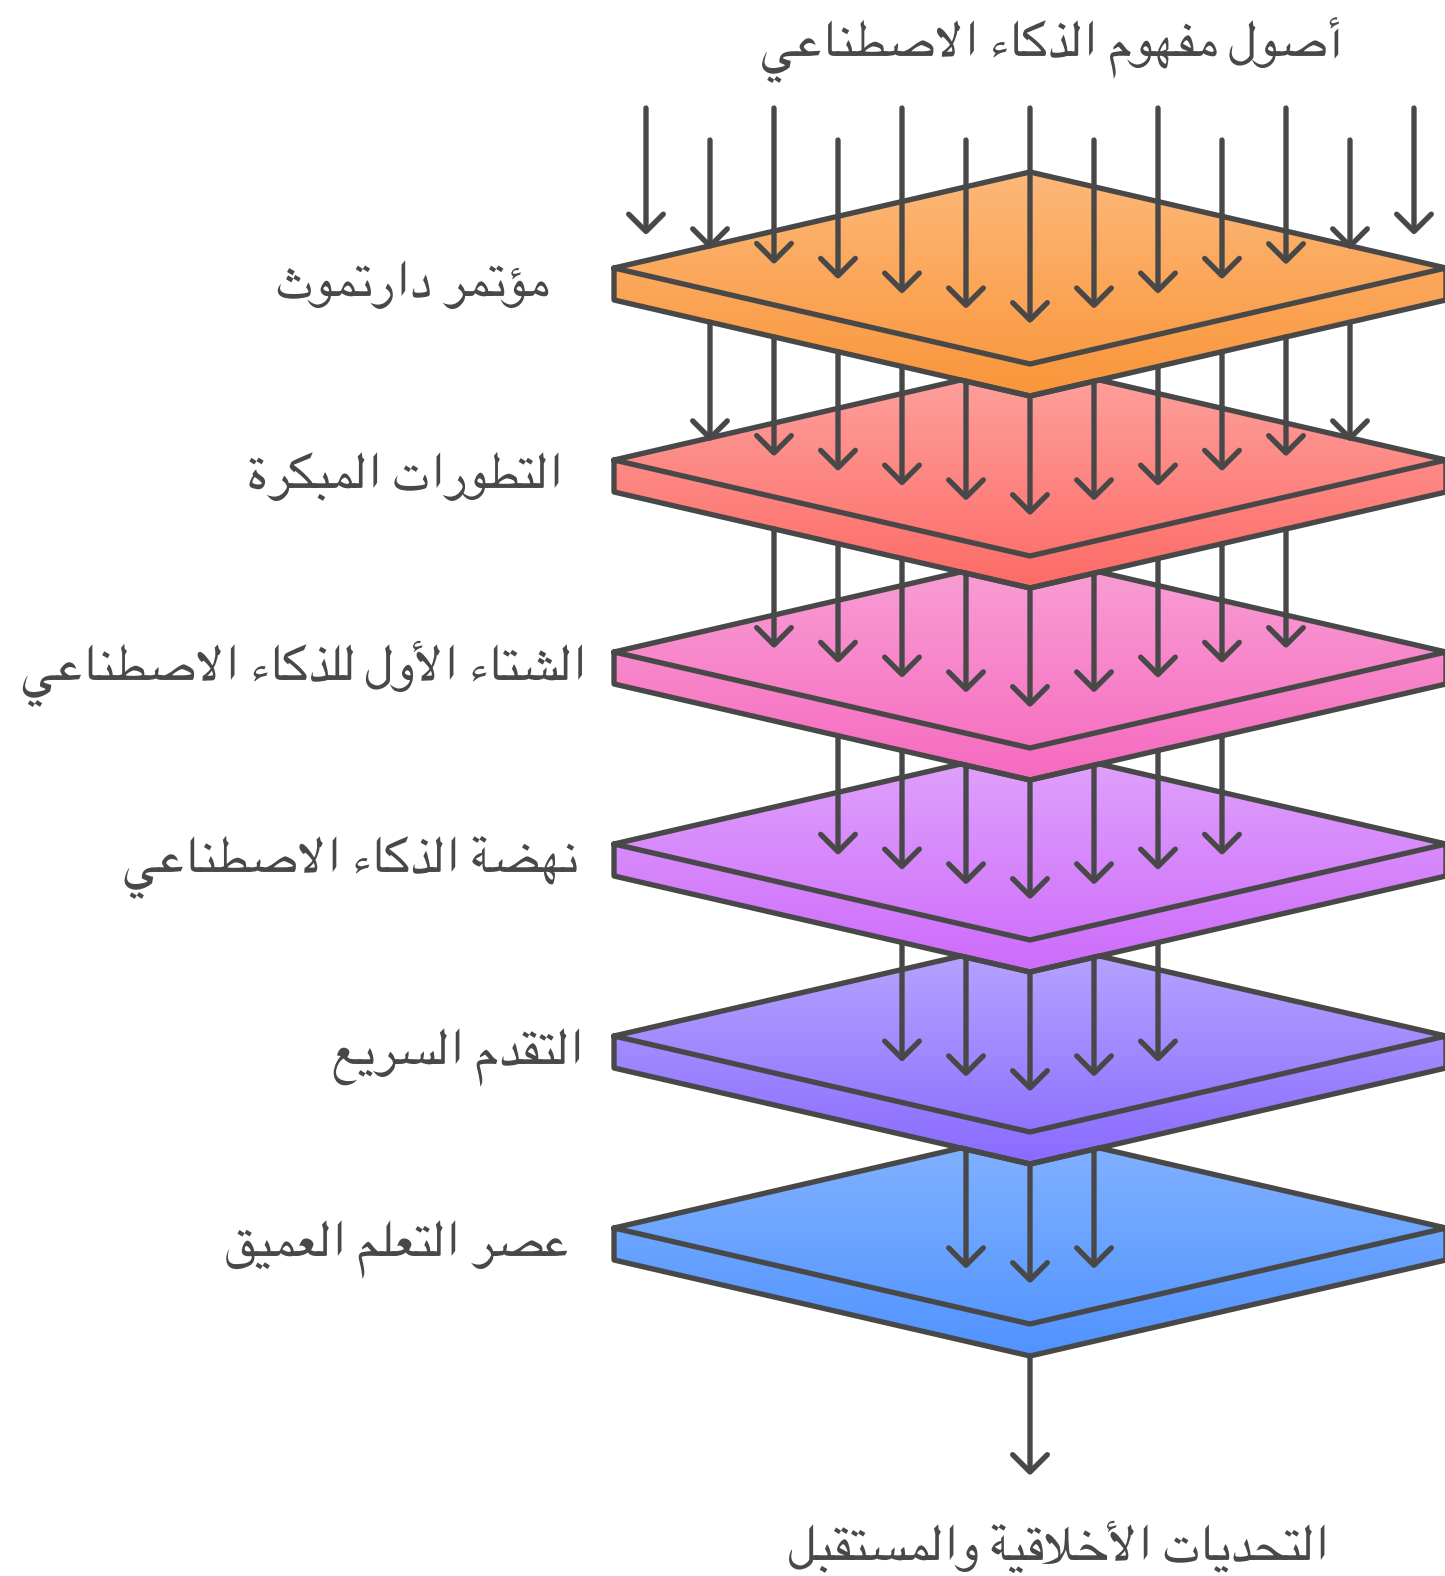 أصول مفهوم الذكاء الاصطناعي
مؤتمر دارتموث
التطورات المبكرة
الشتاء الأول للذكاء الاصطناعي
نهضة الذكاء الاصطناعي
التقدم السريع
عصر التعلم العميق
التحديات الأخلاقية والمستقبل